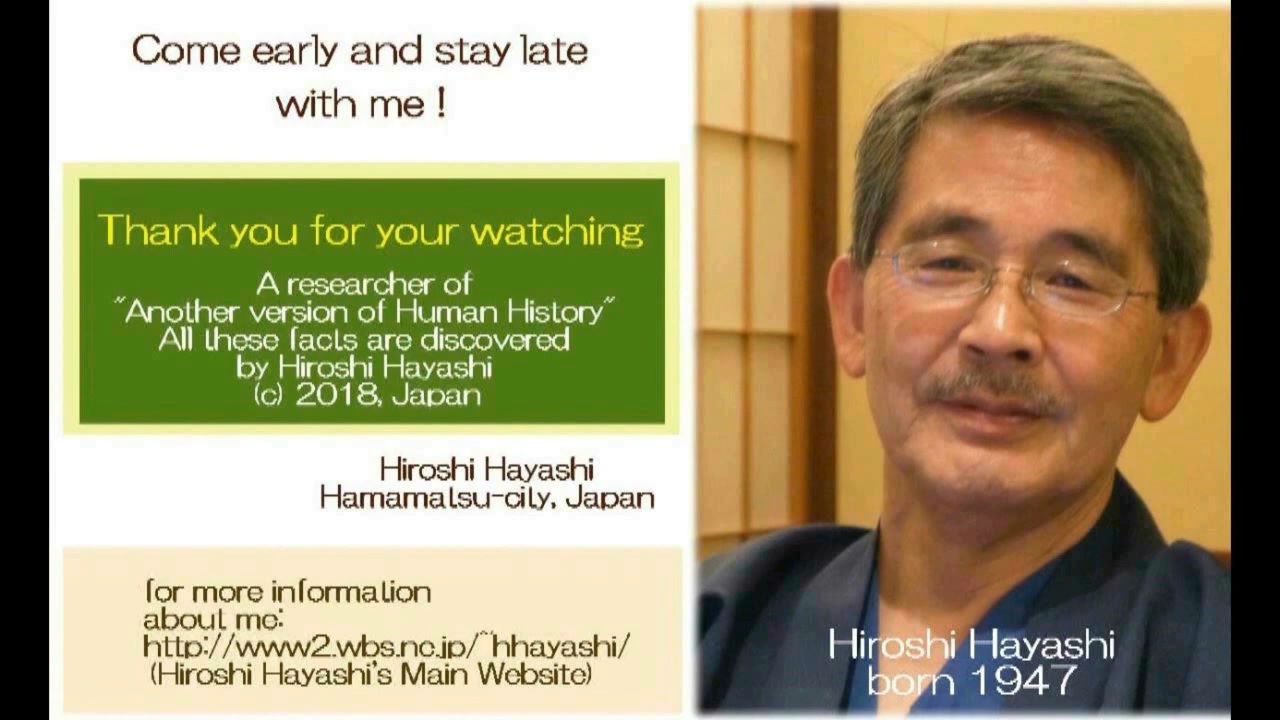 Come early and stay late
with me !
Thank you for your watching
A researcher of
"Another version of Human History"
All these facts are discovered
by Hiroshi Hayashi
(c) 2018, Japan
Hiroshi Hayashi
Hamamatsu-city, Japan
for more information
about me:
http://www2.wbs.ne.jp/~hhayashi/
(Hiroshi Hayashi's Main Website)
Hiroshi Hayashi
born 1947